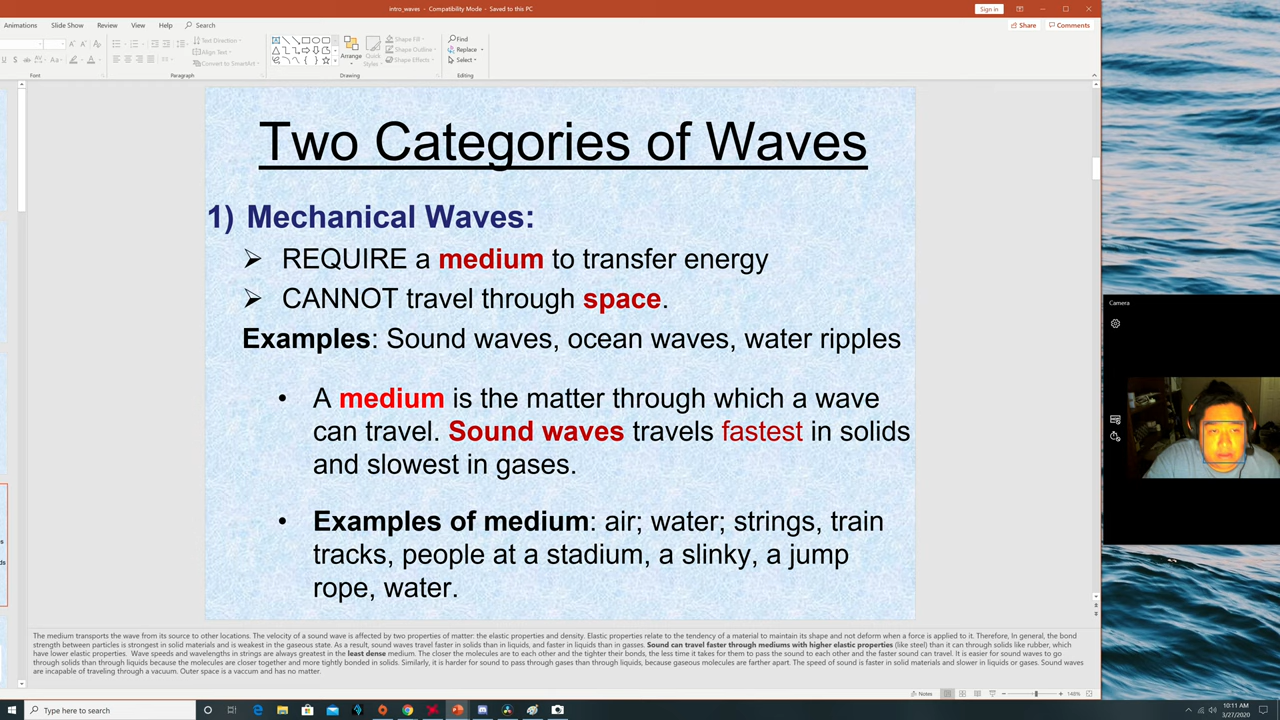 intro_waves - Compatibility Mode - Saved to this PC
Sign in
Animations Slide Show Review View Help Search
Share Comments
Text Direction
Align Text
Convert to SmartArt
Arrange
Quick Styles
Shape Fill
Shape Outline
Shape Effects
Find
Replace
Select
Font Paragraph Drawing Editing
Two Categories of Waves
1) Mechanical Waves:
REQUIRE a medium to transfer energy
CANNOT travel through space.
Examples: Sound waves, ocean waves, water ripples
• A medium is the matter through which a wave
can travel. Sound waves travels fastest in solids
and slowest in gases.
• Examples of medium: air; water; strings, train
tracks, people at a stadium, a slinky, a jump
rope, water.
Camera
The medium transports the wave from its source to other locations. The velocity of a sound wave is affected by two properties of matter: the elastic properties and density. Elastic properties relate to the tendency of a material to maintain its shape and not deform when a force is applied to it. Therefore, In general, the bond
strength between particles is strongest in solid materials and is weakest in the gaseous state. As a result, sound waves travel faster in solids than in liquids, and faster in liquids than in gasses. Sound can travel faster through mediums with higher elastic properties (like steel) than it can through solids like rubber, which
have lower elastic properties. Wave speeds and wavelengths in strings are always greatest in the least dense medium. The closer the molecules are to each other and the tighter their bonds, the less time it takes for them to pass the sound to each other and the faster sound can travel. It is easier for sound waves to go
through solids than through liquids because the molecules are closer together and more tightly bonded in solids. Similarly, it is harder for sound to pass through gases than through liquids, because gaseous molecules are farther apart. The speed of sound is faster in solid materials and slower in liquids or gases. Sound waves
are incapable of traveling through a vacuum. Outer space is a vaccum and has no matter.
Notes
148%
Type here to search
10:11 AM
3/27/2020